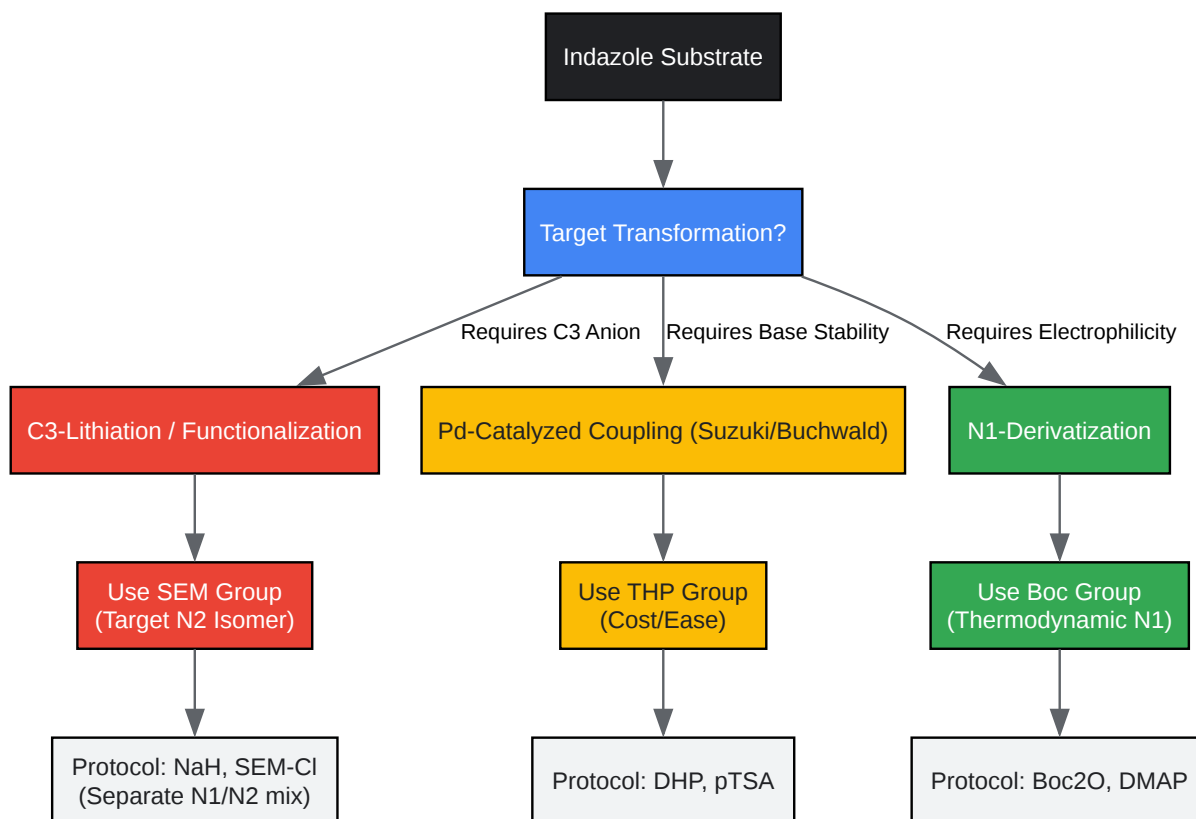 Indazole Substrate
Target Transformation?
Requires C3 Anion
Requires Base Stability
Requires Electrophilicity
C3-Lithiation / Functionalization
Pd-Catalyzed Coupling (Suzuki/Buchwald)
N1-Derivatization
Use SEM Group
(Target N2 Isomer)
Use THP Group
(Cost/Ease)
Use Boc Group
(Thermodynamic N1)
Protocol: NaH, SEM-Cl
(Separate N1/N2 mix)
Protocol: DHP, pTSA
Protocol: Boc2O, DMAP